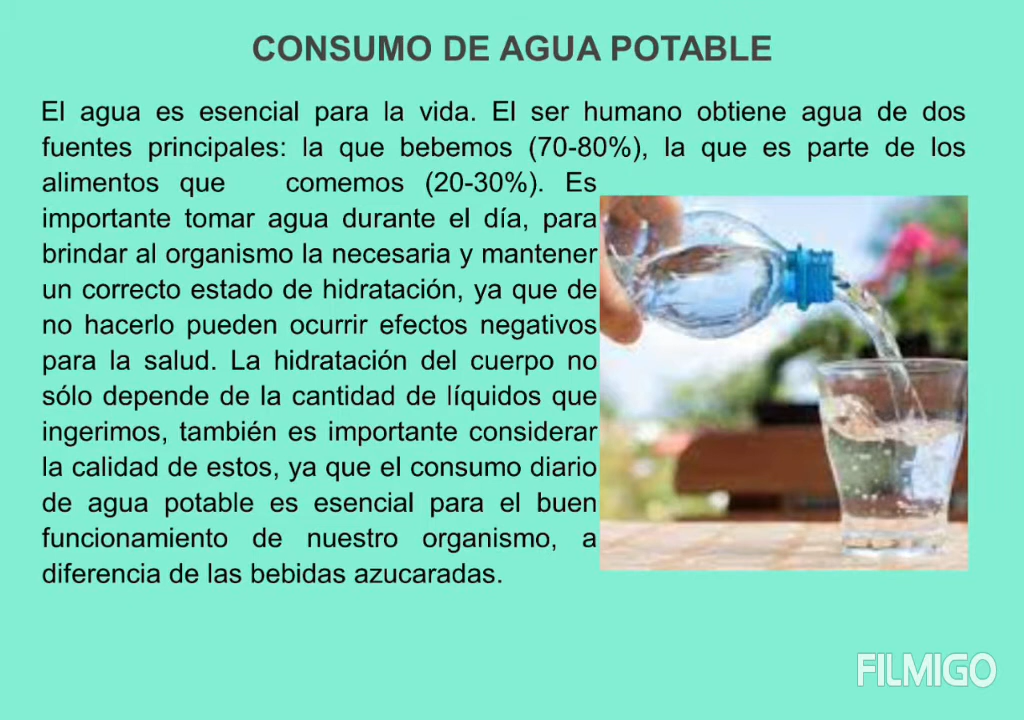 CONSUMO DE AGUA POTABLE
El agua es esencial para la vida. El ser humano obtiene agua de dos
fuentes principales: la que bebemos (70-80%), la que es parte de los
alimentos que comemos (20-30%). Es
importante tomar agua durante el día, para
brindar al organismo la necesaria y mantener
un correcto estado de hidratación, ya que de
no hacerlo pueden ocurrir efectos negativos
para la salud. La hidratación del cuerpo no
sólo depende de la cantidad de líquidos que
ingerimos, también es importante considerar
la calidad de estos, ya que el consumo diario
de agua potable es esencial para el buen
funcionamiento de nuestro organismo, a
diferencia de las bebidas azucaradas.
FILMIGO